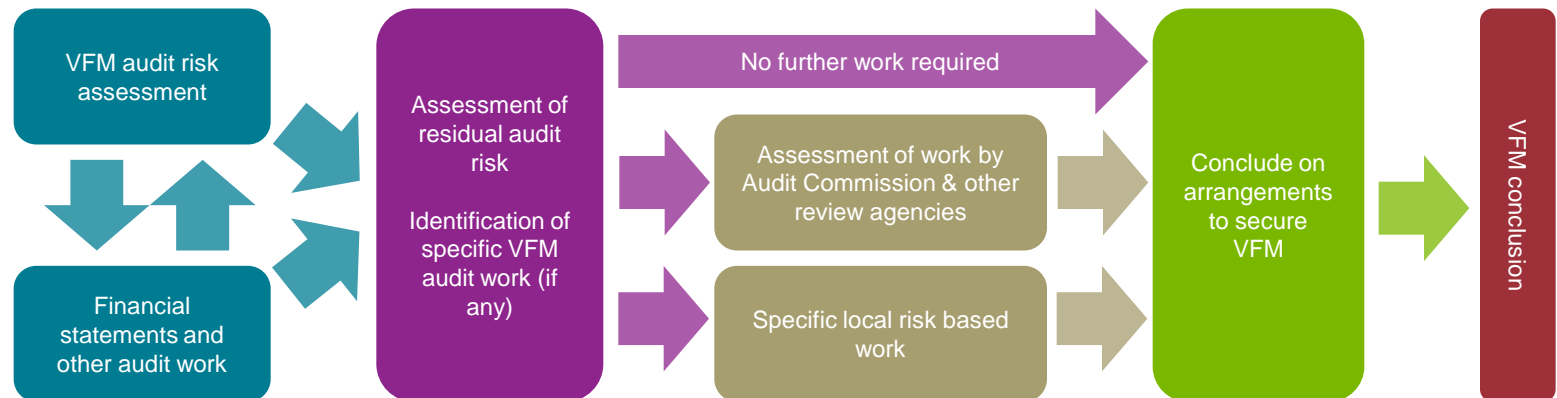 VFM audit risk
assessment
Financial
statements and
other audit work
Assessment of
residual audit
risk
Identification of
specific VFM
audit work (if
any)
No further work required
Assessment of work by
Audit Commission & other
review agencies
Specific local risk based
work
Conclude on
arrangements
to secure
VFM
VFM conclusion